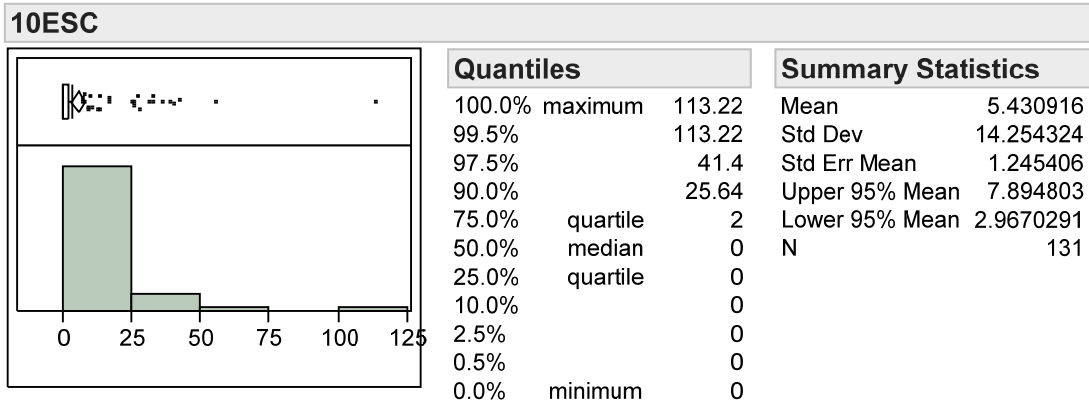 10ESC
0 25 50 75 100 125
Quantiles
100.0% maximum 113.22
99.5% 113.22
97.5% 41.4
90.0% 25.64
75.0% quartile 2
50.0% median 0
25.0% quartile 0
10.0% 0
2.5% 0
0.5% 0
0.0% minimum 0
Summary Statistics
Mean 5.430916
Std Dev 14.254324
Std Err Mean 1.245406
Upper 95% Mean 7.894803
Lower 95% Mean 2.9670291
N 131